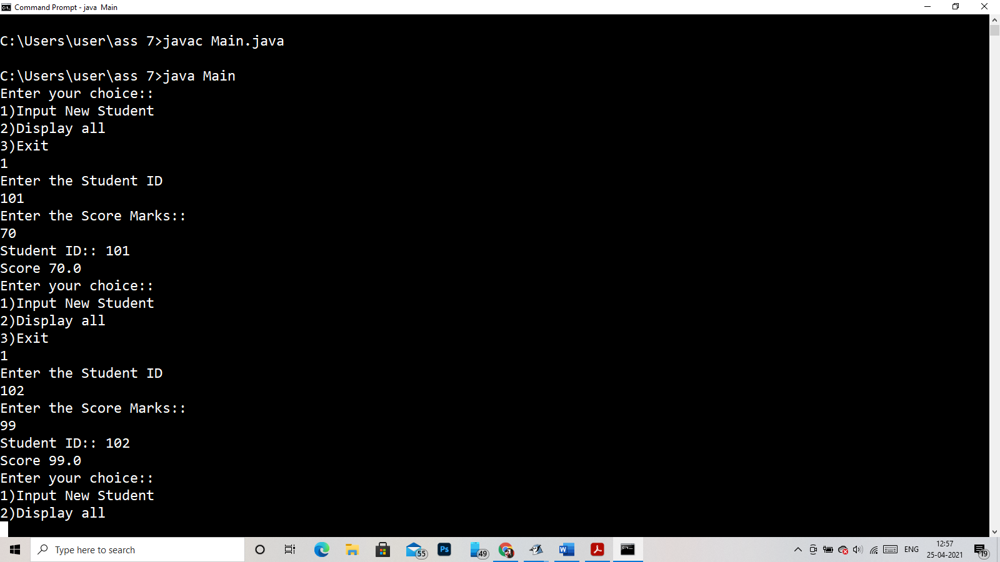 Command Prompt - java  Main
C:\Users\user\ass 7>javac Main.java
C:\Users\user\ass 7>java Main
Enter your choice::
1)Input New Student
2)Display all
3)Exit
1
Enter the Student ID
101
Enter the Score Marks::
70
Student ID:: 101
Score 70.0
Enter your choice::
1)Input New Student
2)Display all
3)Exit
1
Enter the Student ID
102
Enter the Score Marks::
99
Student ID:: 102
Score 99.0
Enter your choice::
1)Input New Student
2)Display all
Type here to search
55
Ps
49
W
ENG
12:57
25-04-2021
19